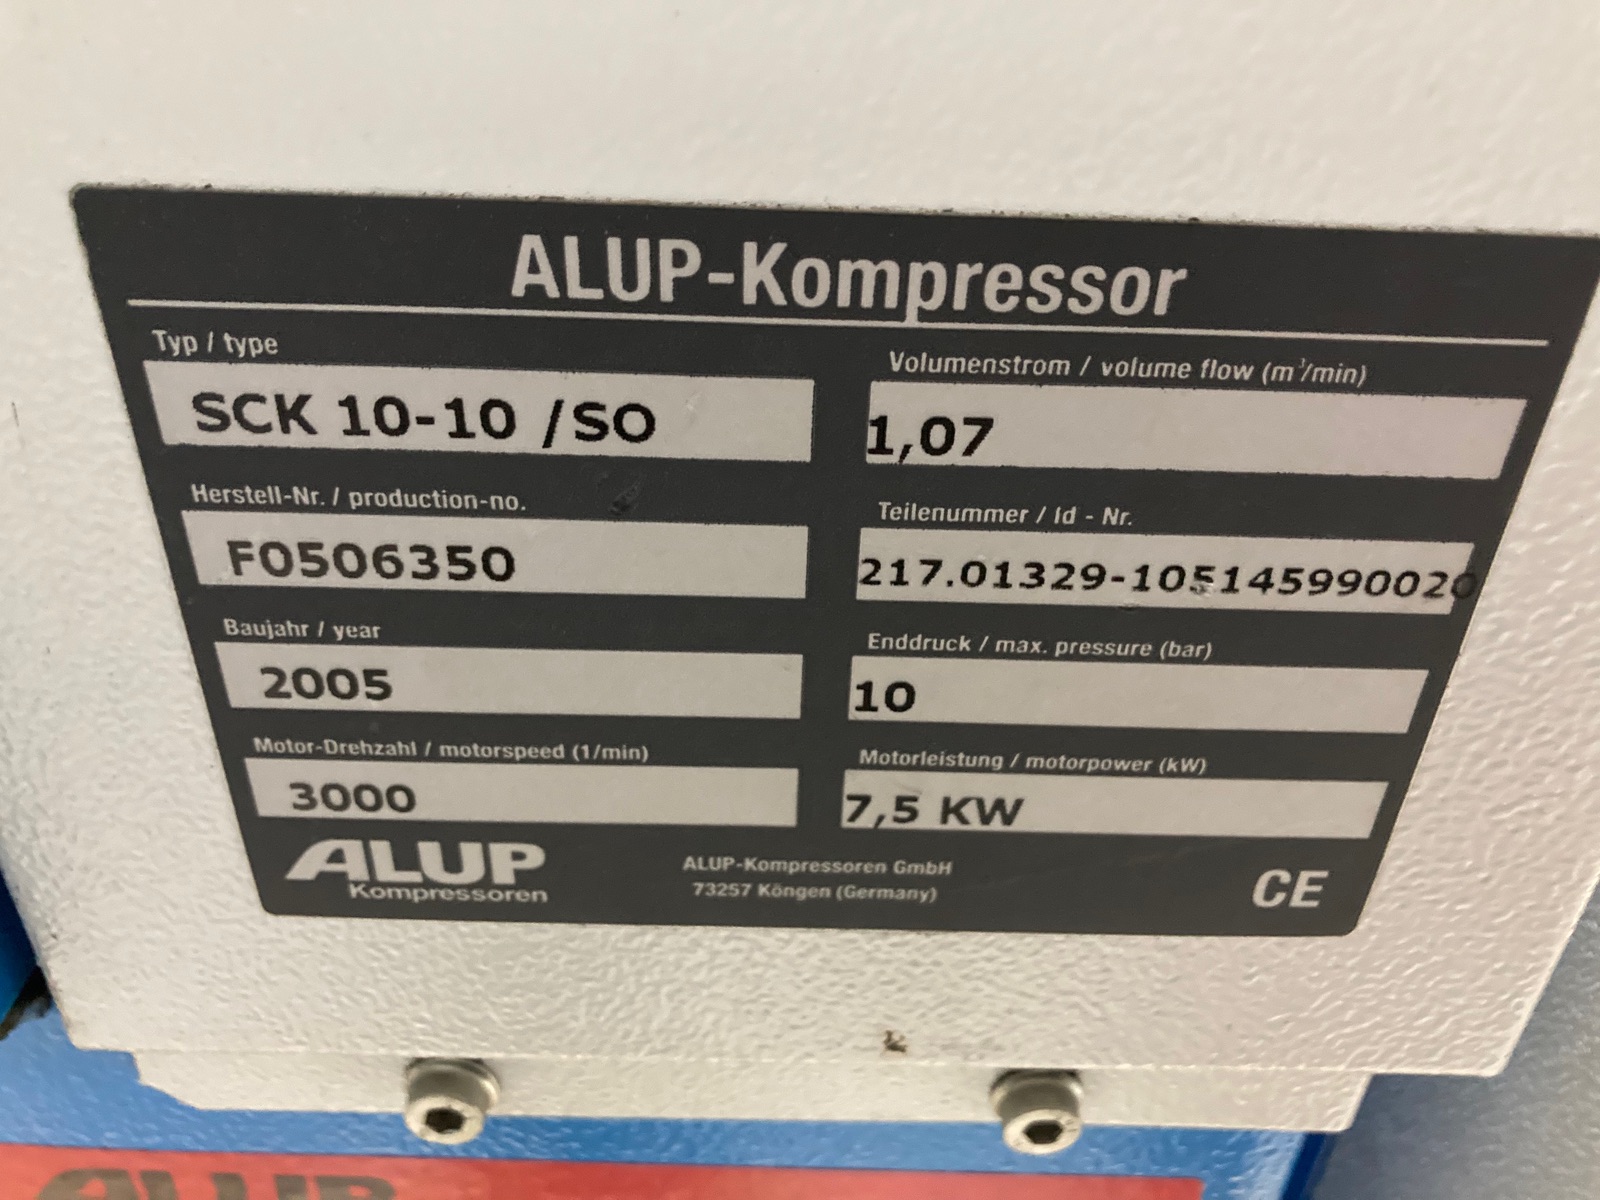 ALUP-Kompressor
Typ / type
SCK 10-10 /SO
Volumenstrom / volume flow (m³/min)
1,07
Herstell-Nr. / production-no.
F0506350
Teilenummer / Id - Nr.
217.01329-105145990020
Baujahr / year
2005
Enddruck / max. pressure (bar)
10
Motor-Drehzahl / motorspeed (1/min)
3000
Motorleistung / motorpower (kW)
7,5 KW
ALUP
Kompressoren
ALUP-Kompressoren GmbH
73257 Köngen (Germany)
CE
ALUP